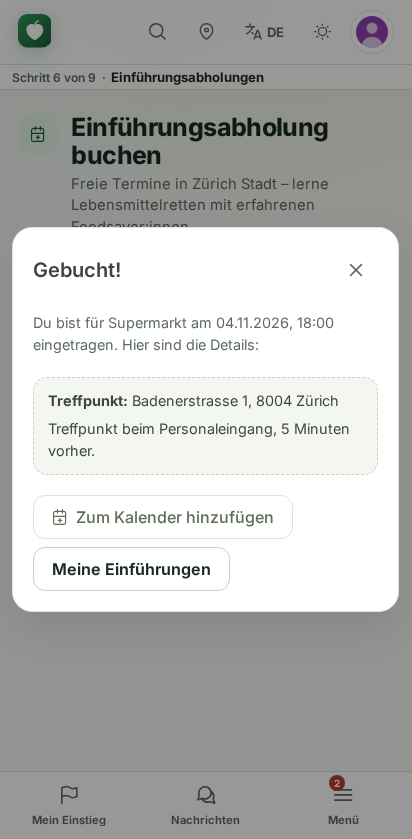 DE
Schritt 6 von 9 · Einführungsabholungen
Einführungsabholung
buchen
Freie Termine in Zürich Stadt – lerne
Lebensmittelretten mit erfahrenen
Foodsaver:innen
Gebucht!
Du bist für Supermarkt am 04.11.2026, 18:00
eingetragen. Hier sind die Details:
Treffpunkt: Badenerstrasse 1, 8004 Zürich
Treffpunkt beim Personaleingang, 5 Minuten
vorher.
Zum Kalender hinzufügen
Meine Einführungen
2
Mein Einstieg
Nachrichten
Menü